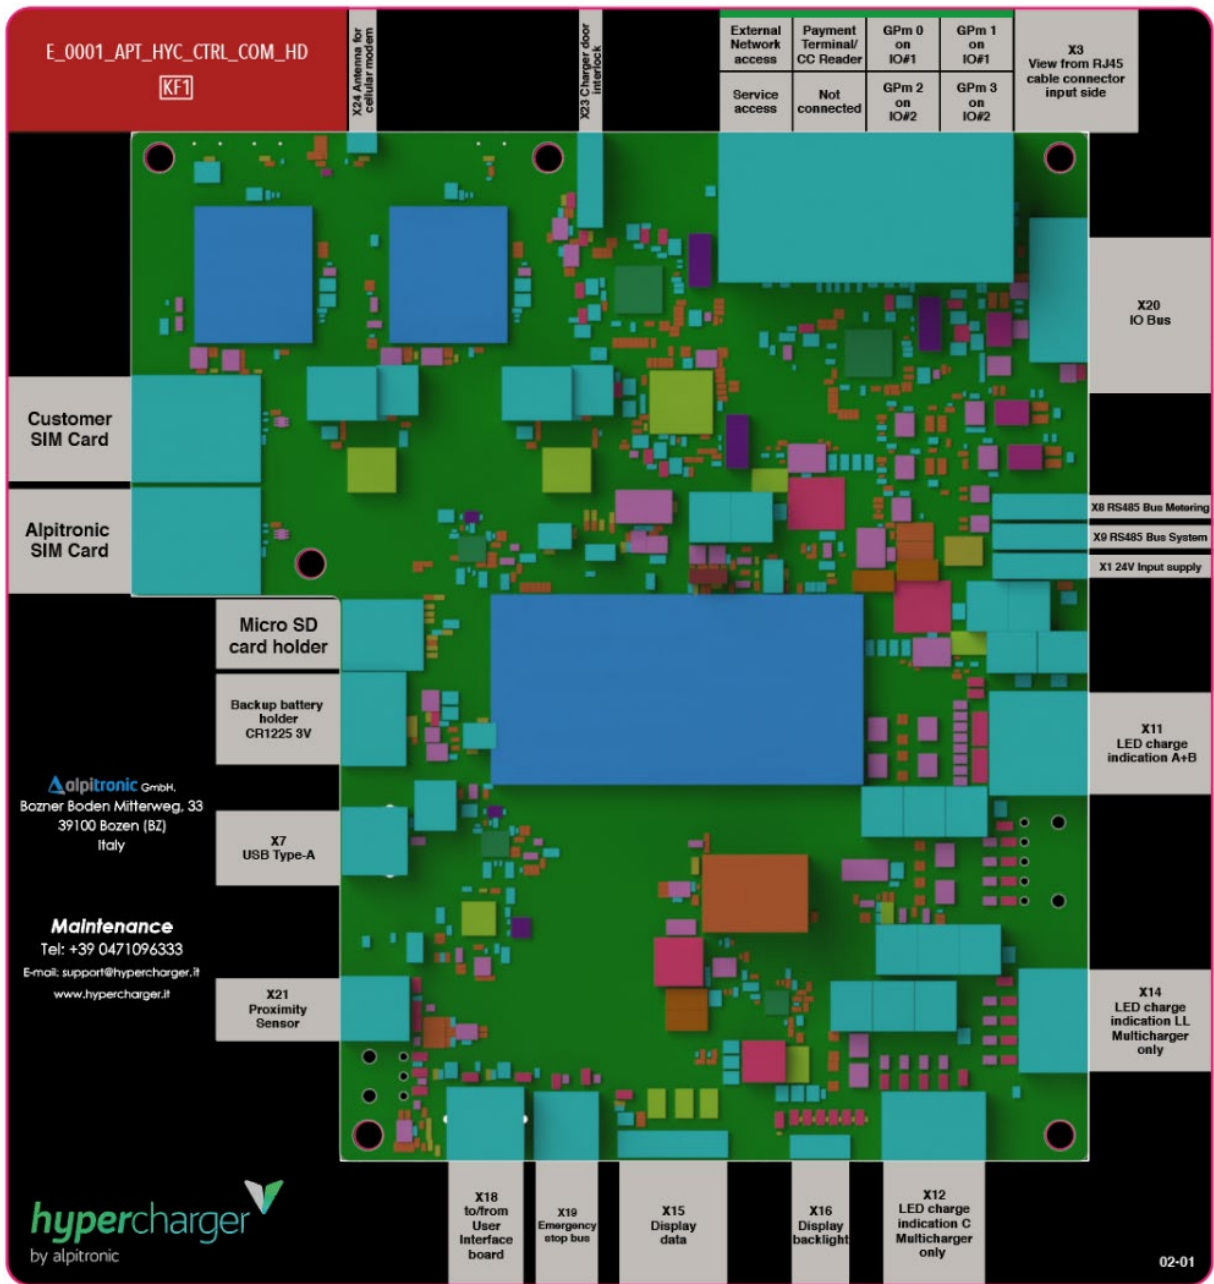 E_0001_APT_HYC_CTRL_COM_HD
KF1
X24 Antenna for
cellular modem
X23 Charger door
interlock
External
Network
access
Payment
Terminal/
CC Reader
GPm 0
on
IO#1
GPm 1
on
IO#1
Service
access
Not
connected
GPm 2
on
IO#2
GPm 3
on
IO#2
X3
View from RJ45
cable connector
input side
X20
IO Bus
Customer
SIM Card
Alpitronic
SIM Card
X8 RS485 Bus Metering
X9 RS485 Bus System
X1 24V Input supply
Micro SD
card holder
Backup battery
holder
CR1225 3V
X11
LED charge
indication A+B
alpitronic GmbH.
Bozner Boden Mitterweg, 33
39100 Bozen (BZ)
Italy
X7
USB Type-A
Maintenance
Tel: +39 0471096333
E-mail: support@hypercharger.it
www.hypercharger.it
X21
Proximity
Sensor
X14
LED charge
indication LL
Multicharger
only
X18
to/from
User
Interface
board
X19
Emergency
stop bus
X15
Display
data
X16
Display
backlight
X12
LED charge
indication C
Multicharger
only
hypercharger
by alpitronic
02-01